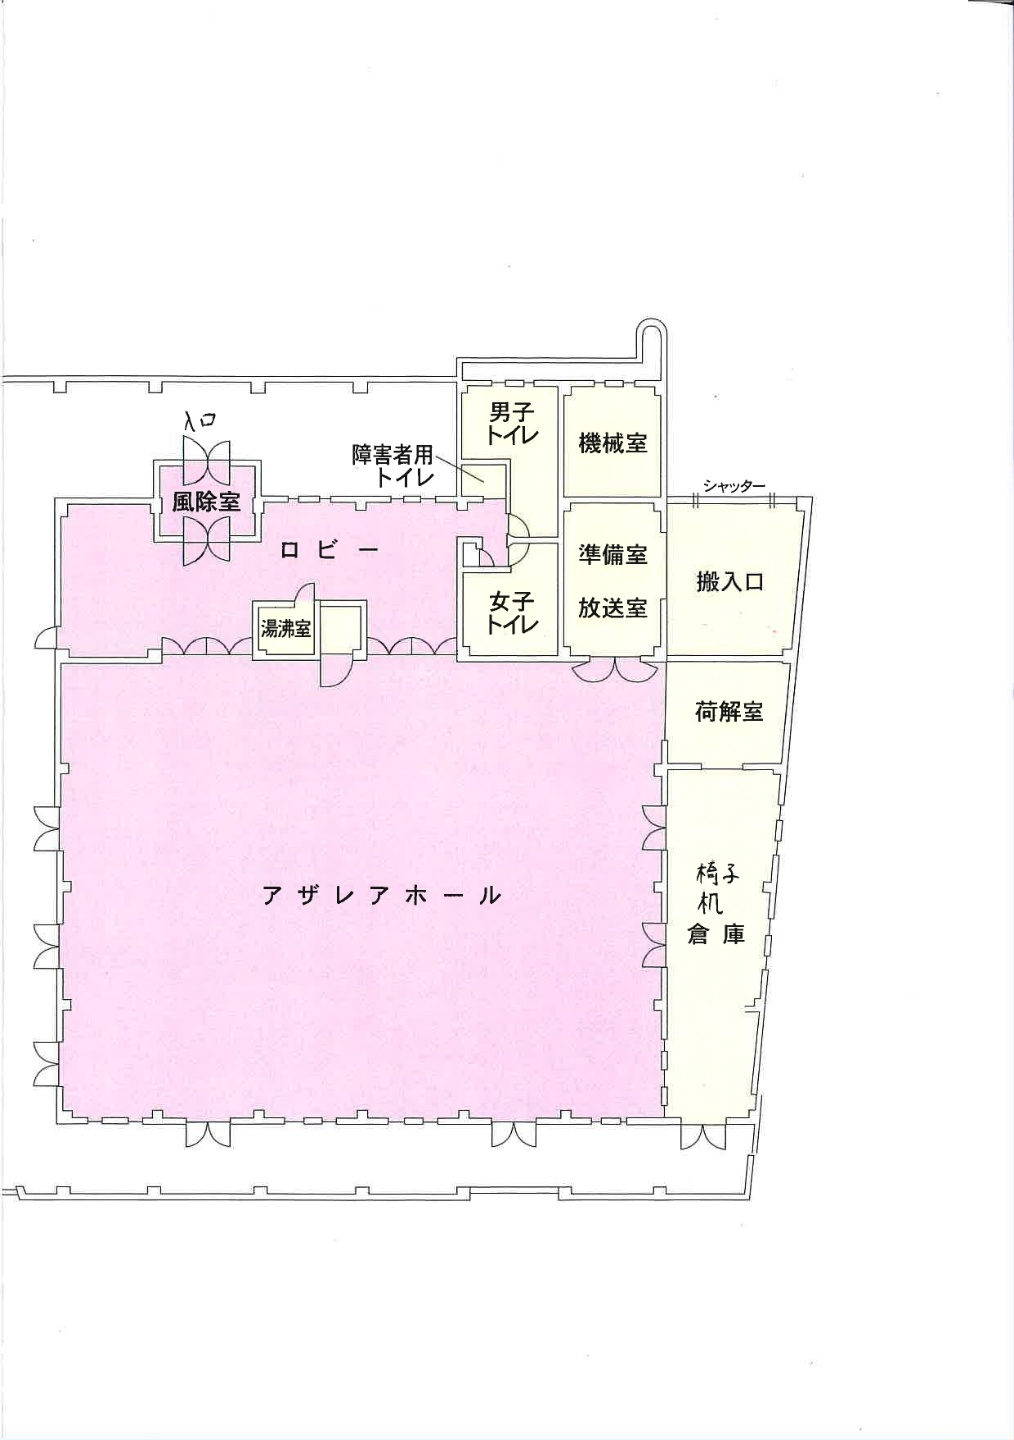 男子
トイレ
機械室
入口
障害者用
トイレ
風除室
シャッター
ロビー
準備室
放送室
搬入口
湯沸室
女子
トイレ
荷解室
アザレアホール
椅子
机
倉庫